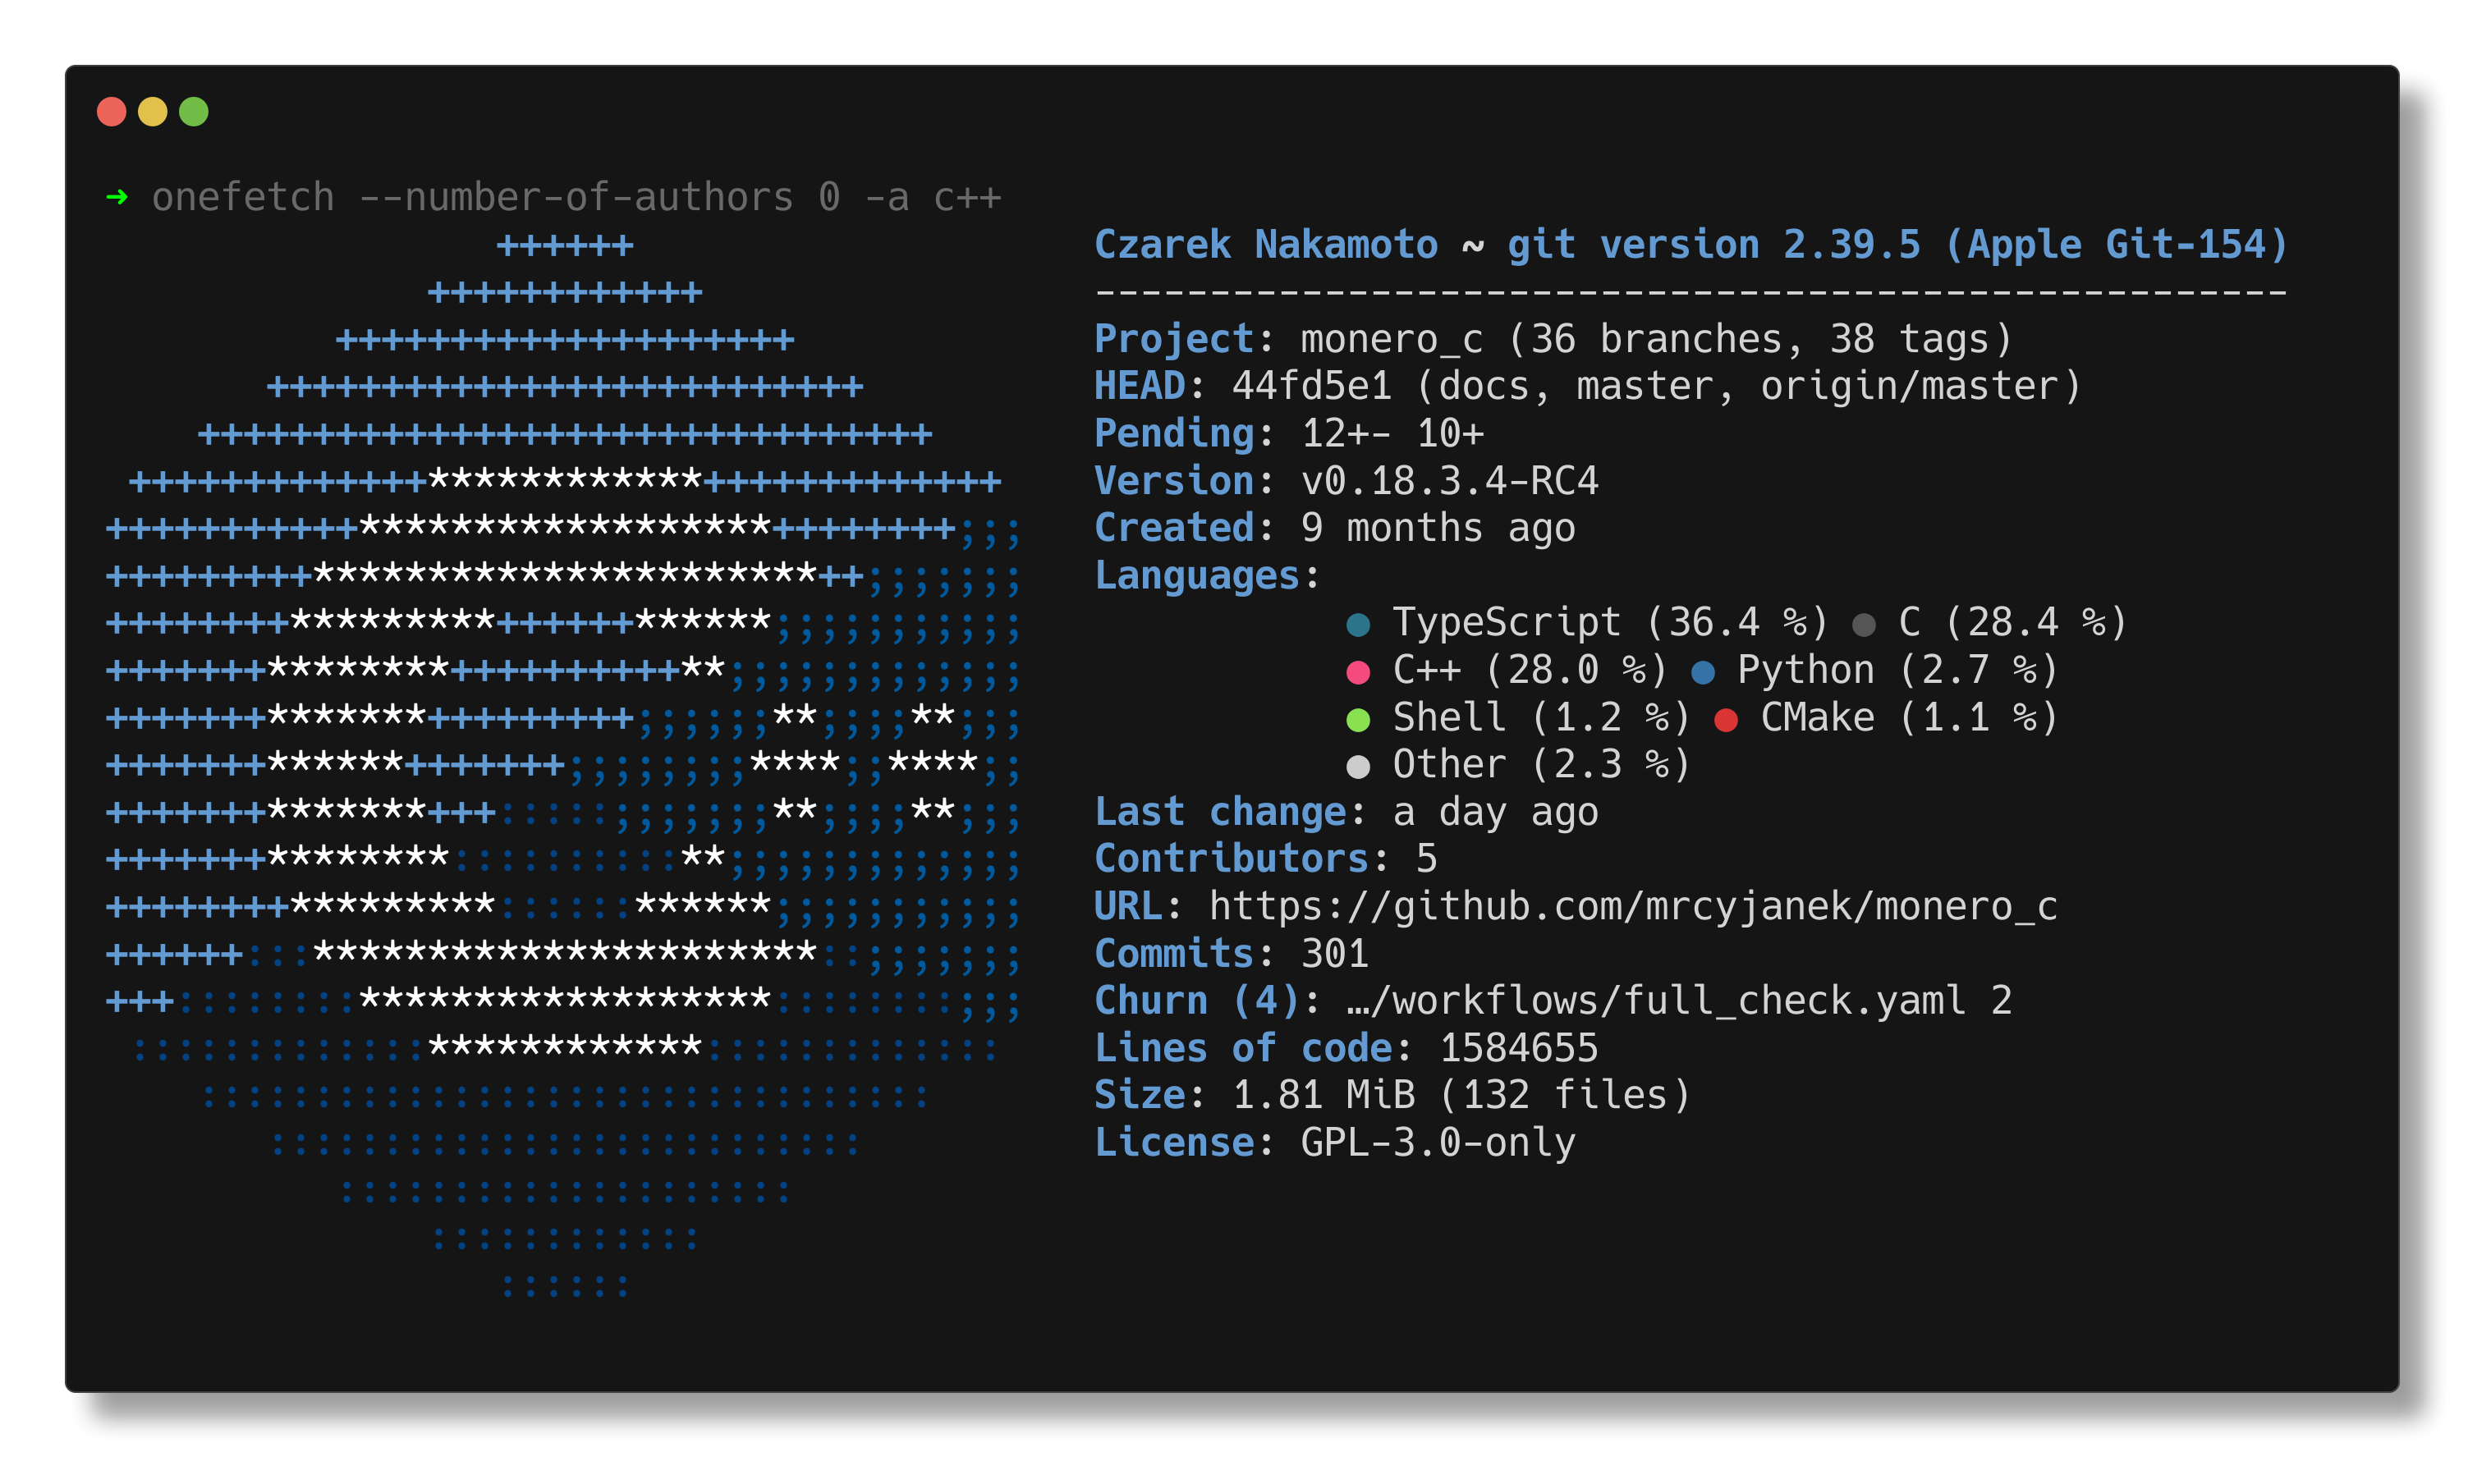 ➜ onefetch --number-of-authors 0 -a c++
Czarek Nakamoto ~ git version 2.39.5 (Apple Git-154)
----------------------------------------------------
Project: monero_c (36 branches, 38 tags)
HEAD: 44fd5e1 (docs, master, origin/master)
Pending: 12+- 10+
Version: v0.18.3.4-RC4
Created: 9 months ago
Languages:
● TypeScript (36.4 %) ● C (28.4 %)
● C++ (28.0 %) ● Python (2.7 %)
● Shell (1.2 %) ● CMake (1.1 %)
● Other (2.3 %)
Last change: a day ago
Contributors: 5
URL: https://github.com/mrcyjanek/monero_c
Commits: 301
Churn (4): …/workflows/full_check.yaml 2
Lines of code: 1584655
Size: 1.81 MiB (132 files)
License: GPL-3.0-only